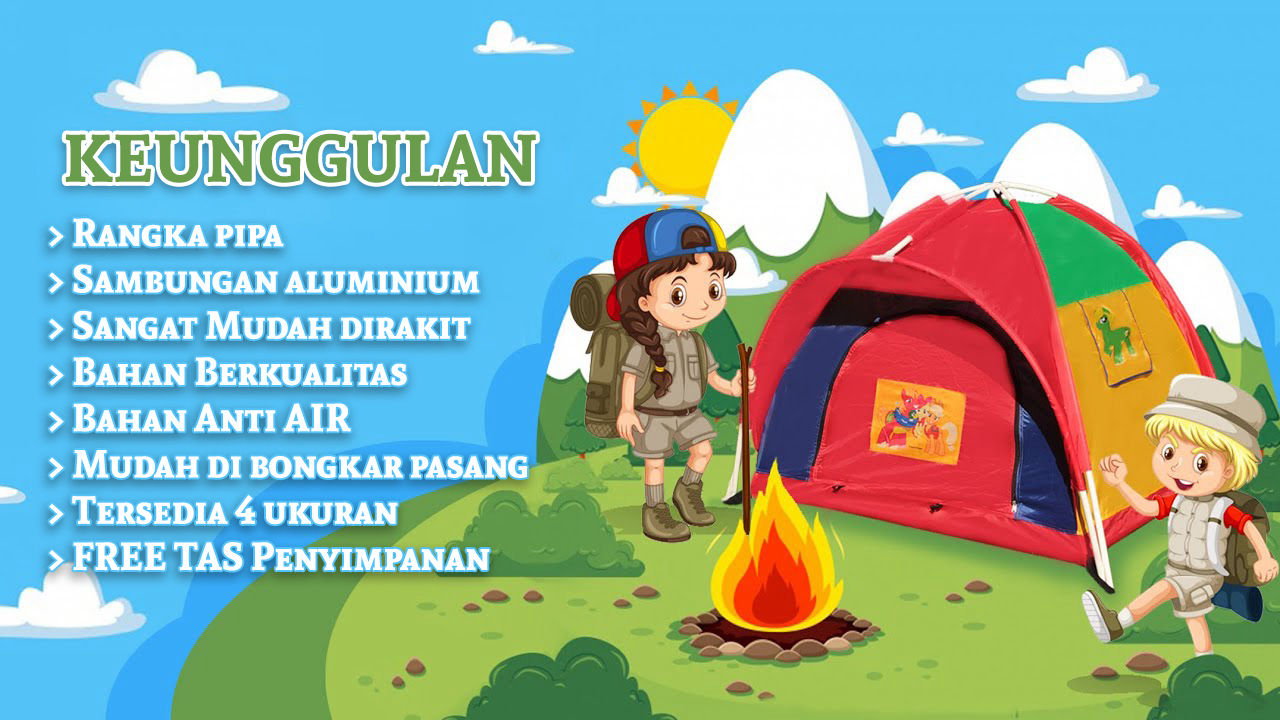 KEUNGGULAN
> Rangka pipa
> Sambungan aluminium
> Sangat Mudah dirakit
> Bahan Berkualitas
> Bahan Anti AIR
> Mudah di bongkar pasang
> Tersedia 4 ukuran
> FREE TAS Penyimpanan